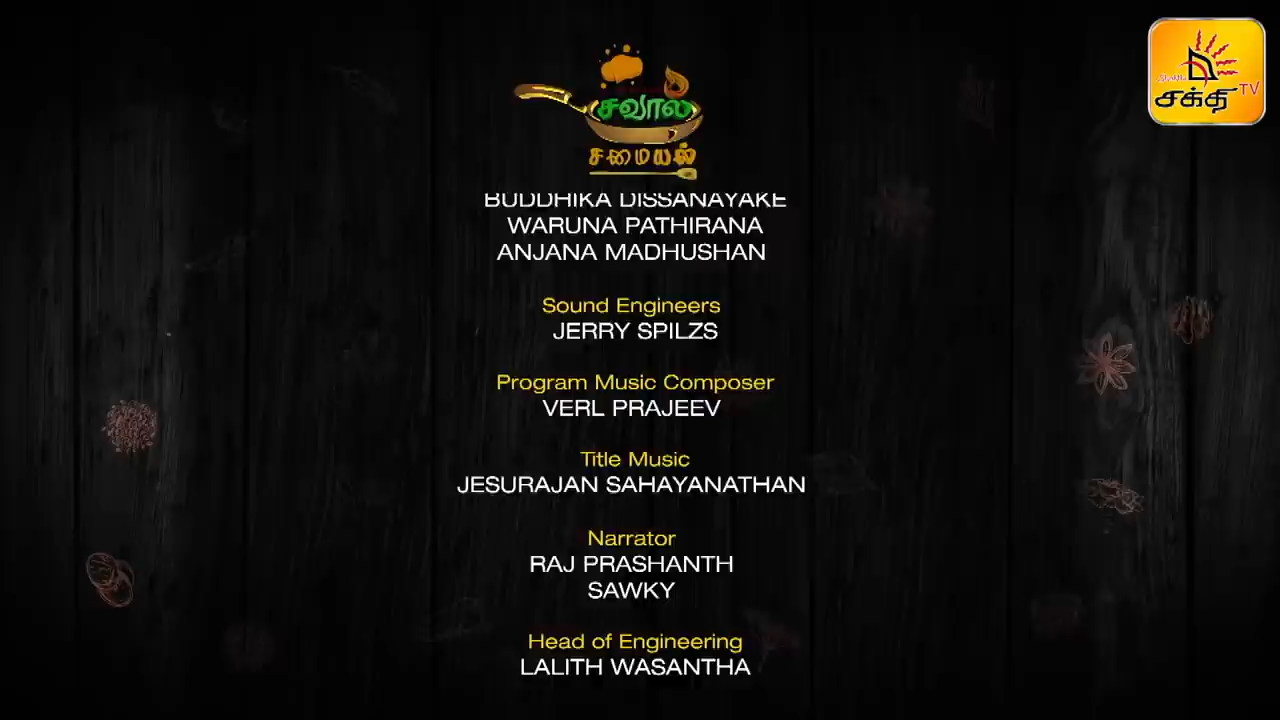 சவால்
சமையல்
சக்தி TV
BUDDHIKA DISSANAYAKE
WARUNA PATHIRANA
ANJANA MADHUSHAN
Sound Engineers
JERRY SPILZS
Program Music Composer
VERL PRAJEEV
Title Music
JESURAJAN SAHAYANATHAN
Narrator
RAJ PRASHANTH
SAWKY
Head of Engineering
LALITH WASANTHA